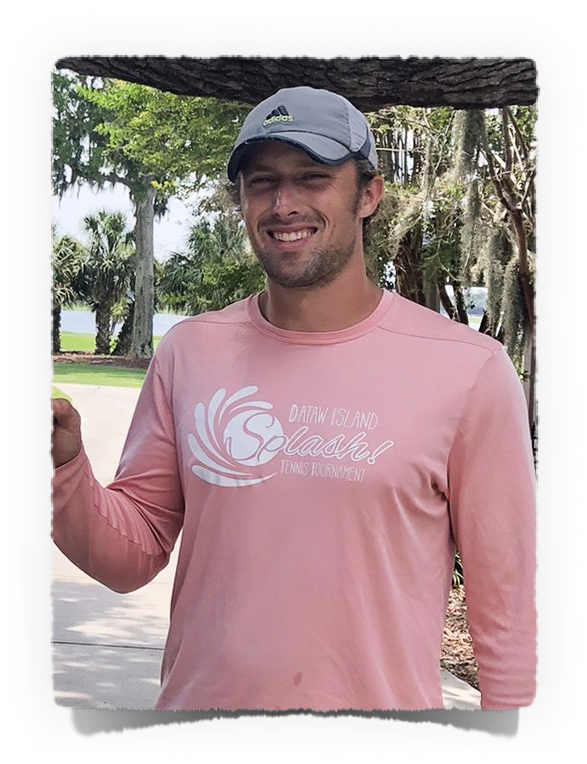 adidas
DATAW ISLAND
Splash!
TENNIS TOURNAMENT